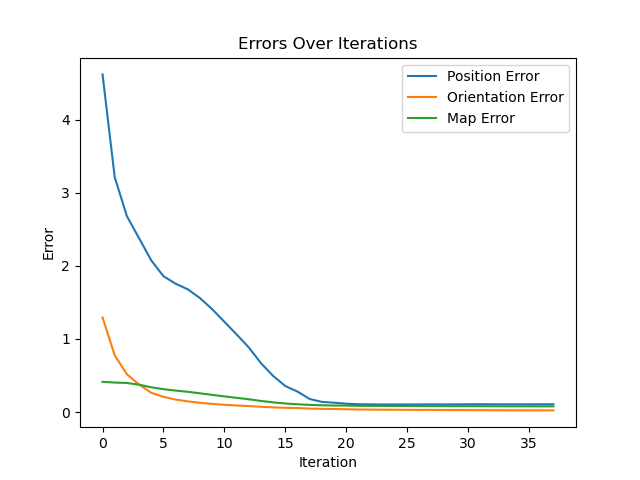 Errors Over Iterations
Position Error
Orientation Error
Map Error
Error
4
3
2
1
0
0 5 10 15 20 25 30 35
Iteration